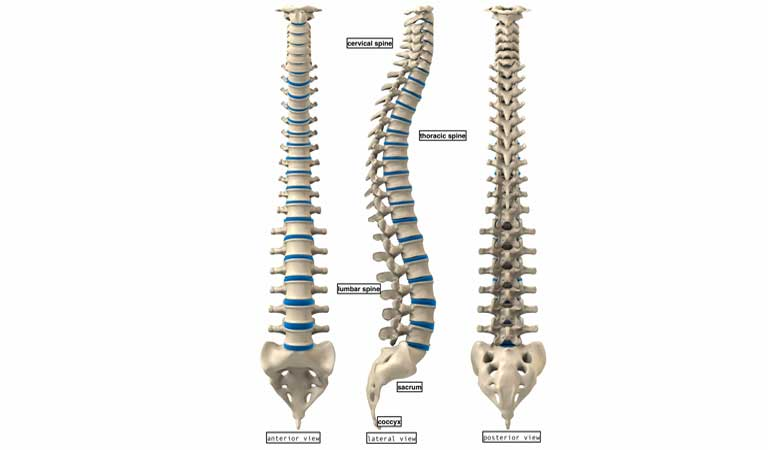 cervical spine
thoracic spine
lumbar spine
sacrum
coccyx
anterior view
lateral view
posterior view